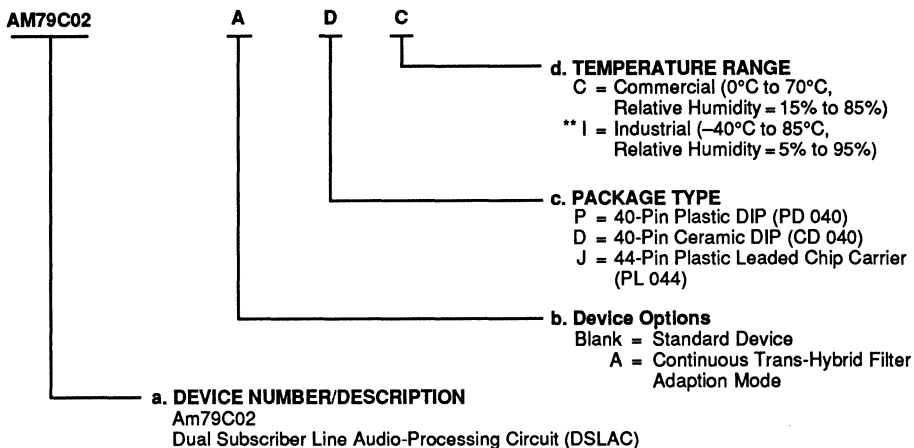 AM79C02 A D C
d. TEMPERATURE RANGE
C = Commercial (0°C to 70°C,
Relative Humidity = 15% to 85%)
** I = Industrial (–40°C to 85°C,
Relative Humidity = 5% to 95%)
c. PACKAGE TYPE
P = 40-Pin Plastic DIP (PD 040)
D = 40-Pin Ceramic DIP (CD 040)
J = 44-Pin Plastic Leaded Chip Carrier
(PL 044)
b. Device Options
Blank = Standard Device
A = Continuous Trans-Hybrid Filter
Adaption Mode
a. DEVICE NUMBER/DESCRIPTION
Am79C02
Dual Subscriber Line Audio-Processing Circuit (DSLAC)